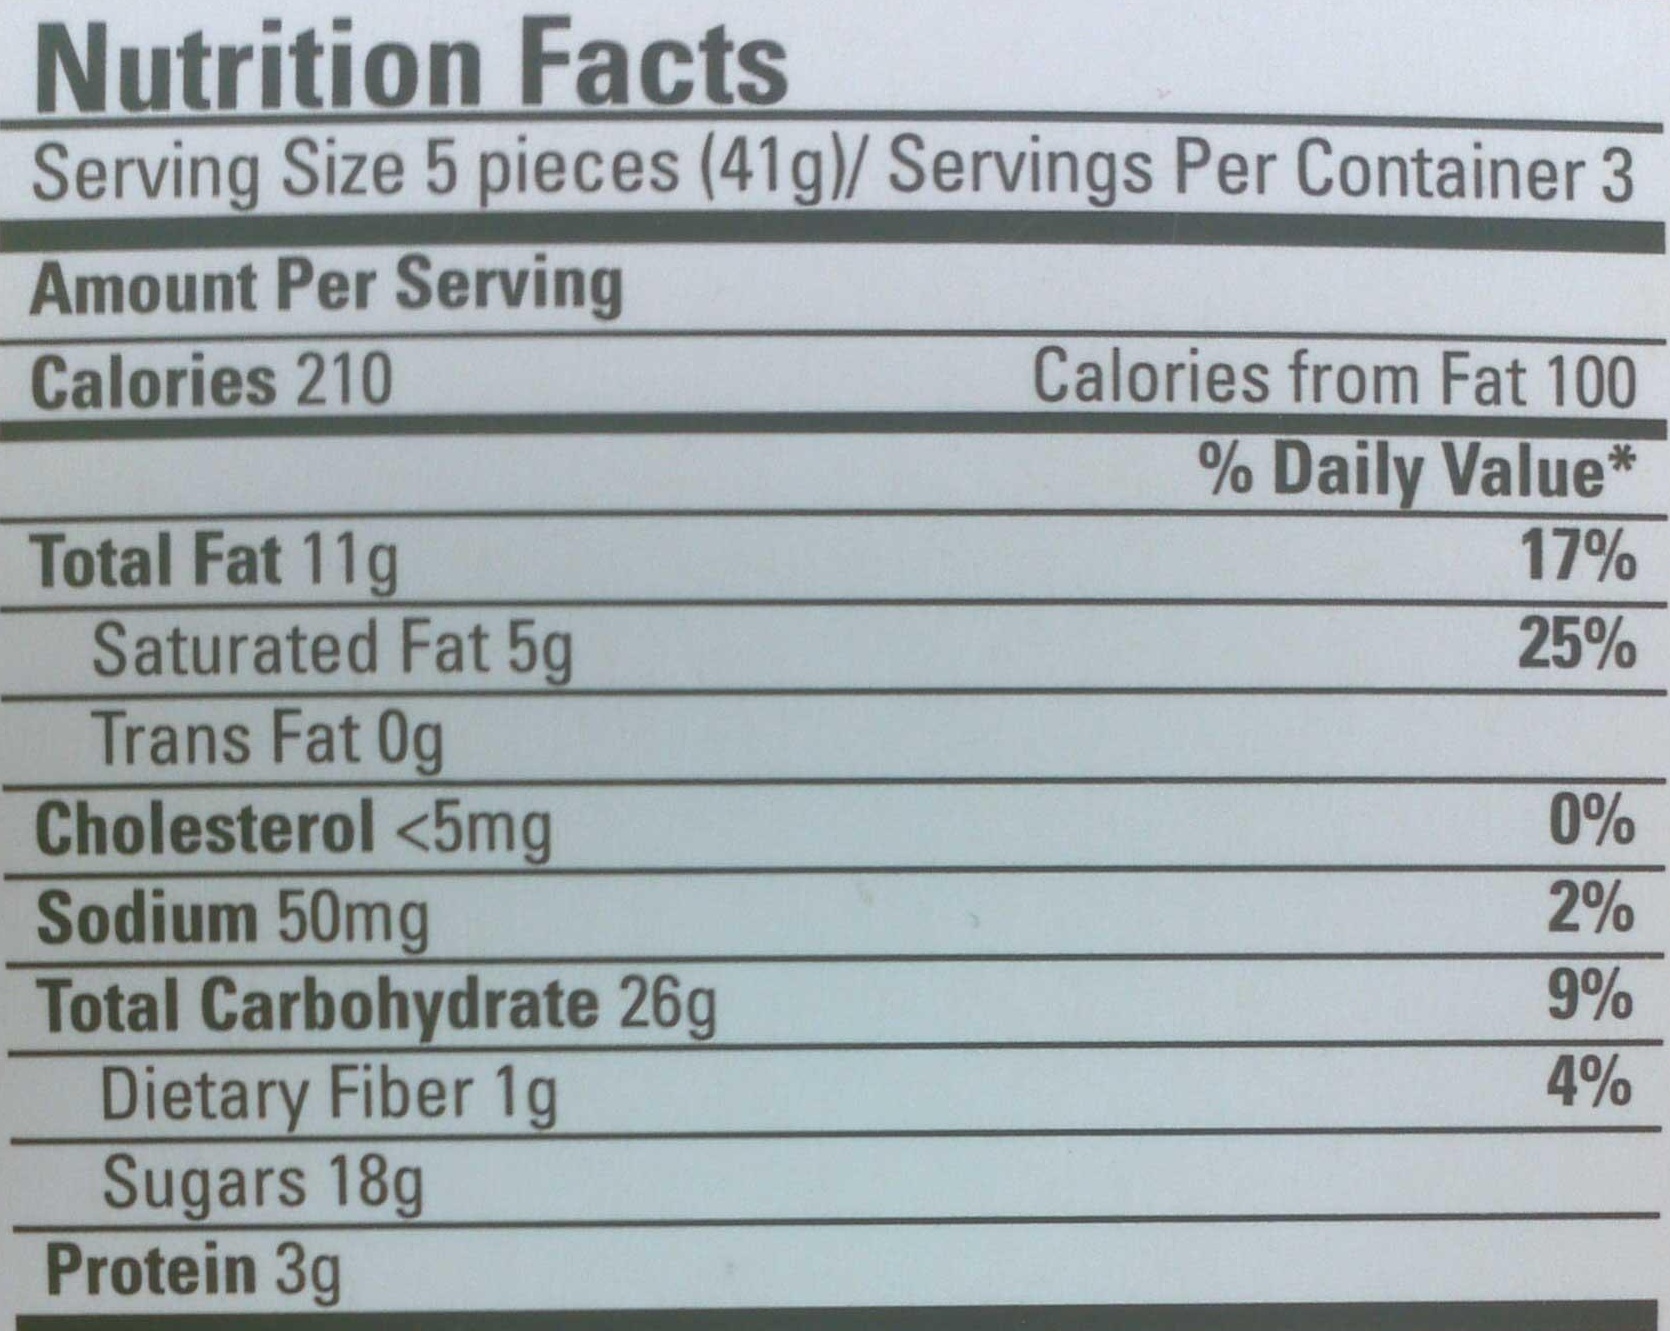 Nutrition Facts
Serving Size 5 pieces (41g)/ Servings Per Container 3
Amount Per Serving
Calories 210 Calories from Fat 100
% Daily Value*
Total Fat 11g 17%
Saturated Fat 5g 25%
Trans Fat 0g
Cholesterol <5mg 0%
Sodium 50mg 2%
Total Carbohydrate 26g 9%
Dietary Fiber 1g 4%
Sugars 18g
Protein 3g